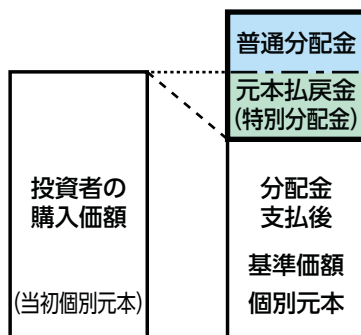 普通分配金
元本払戻金
(特別分配金)
投資者の
購入価額
(当初個別元本)
分配金
支払後
基準価額
個別元本